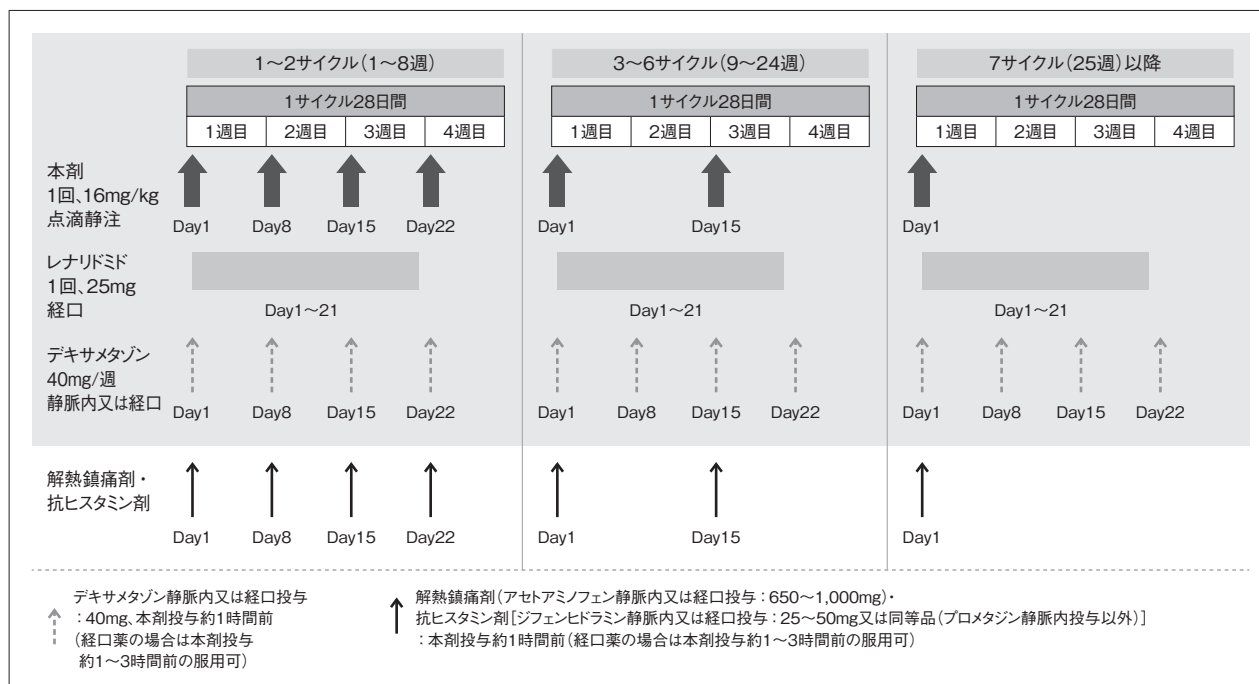 1～2サイクル(1～8週)
3～6サイクル(9～24週)
7サイクル(25週)以降
1サイクル28日間
1サイクル28日間
1サイクル28日間
1週目 2週目 3週目 4週目
1週目 2週目 3週目 4週目
1週目 2週目 3週目 4週目
本剤
1回、16mg/kg
点滴静注
Day1 Day8 Day15 Day22
Day1 Day15
Day1
レナリドミド
1回、25mg
経口
Day1～21
Day1～21
Day1～21
デキサメタゾン
40mg/週
静脈内又は経口
Day1 Day8 Day15 Day22
Day1 Day8 Day15 Day22
Day1 Day8 Day15 Day22
解熱鎮痛剤・
抗ヒスタミン剤
Day1 Day8 Day15 Day22
Day1 Day15
Day1
デキサメタゾン静脈内又は経口投与
：40mg、本剤投与約1時間前
(経口薬の場合は本剤投与
約1～3時間前の服用可)
解熱鎮痛剤(アセトアミノフェン静脈内又は経口投与：650～1,000mg)・
抗ヒスタミン剤[ジフェンヒドラミン静脈内又は経口投与：25～50mg又は同等品(プロメタジン静脈内投与以外)]
：本剤投与約1時間前(経口薬の場合は本剤投与約1～3時間前の服用可)